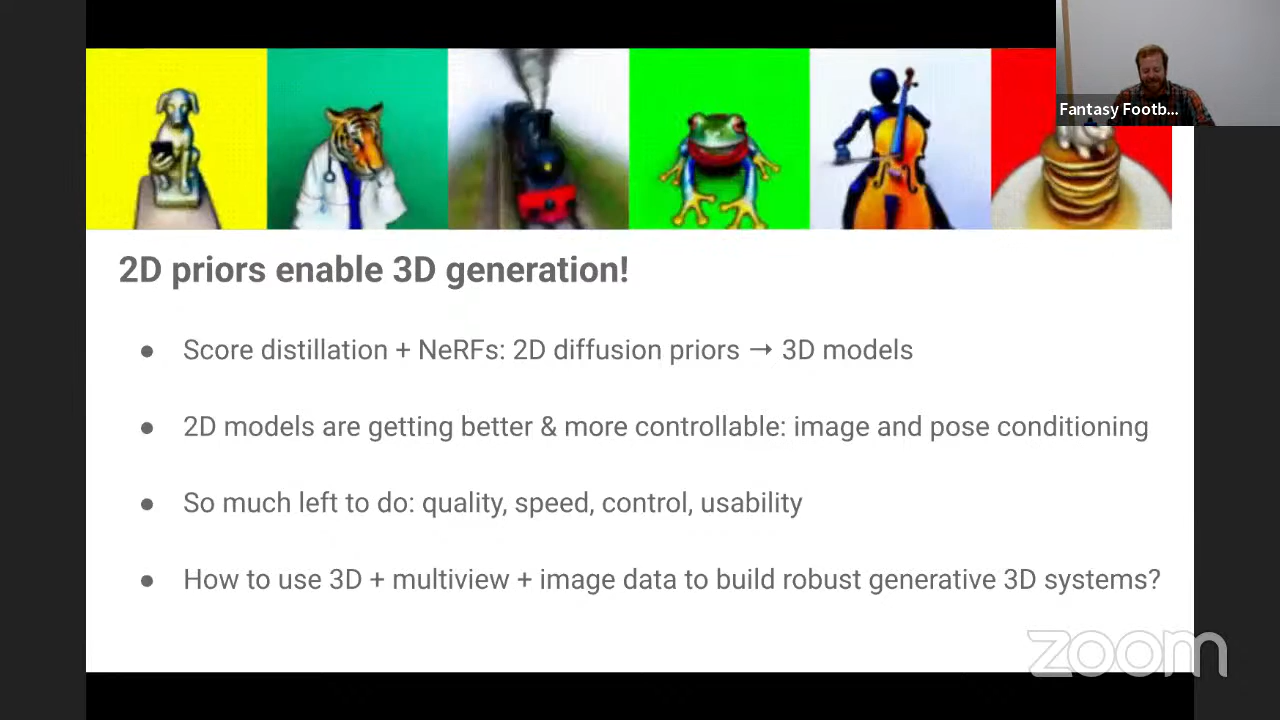 Fantasy Footb...
2D priors enable 3D generation!
● Score distillation + NeRFs: 2D diffusion priors → 3D models
● 2D models are getting better & more controllable: image and pose conditioning
● So much left to do: quality, speed, control, usability
● How to use 3D + multiview + image data to build robust generative 3D systems?
zoom